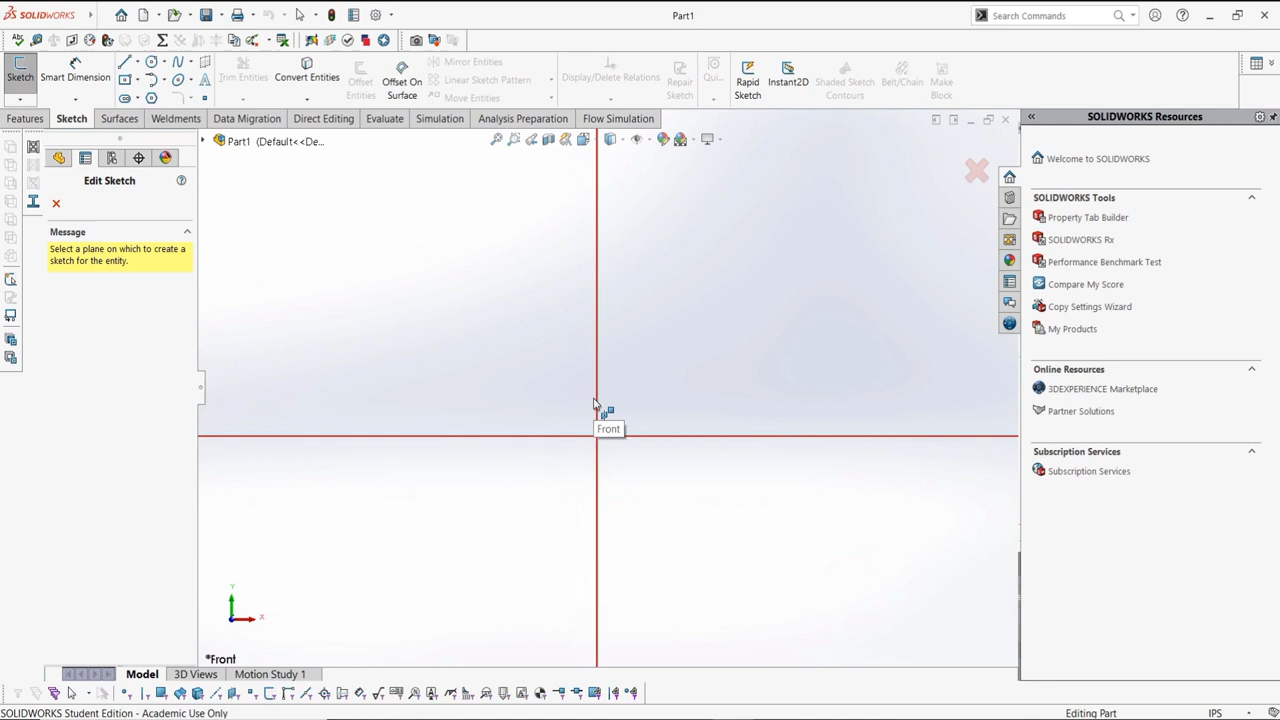 SOLIDWORKS
Part1
Search Commands
Sketch
Smart Dimension
Trim Entities
Convert Entities
Offset Entities
Offset On Surface
Mirror Entities
Linear Sketch Pattern
Move Entities
Display/Delete Relations
Repair Sketch
Qui...
Rapid Sketch
Instant2D
Shaded Sketch Contours
Belt/Chain
Make Block
Features
Sketch
Surfaces
Weldments
Data Migration
Direct Editing
Evaluate
Simulation
Analysis Preparation
Flow Simulation
SOLIDWORKS Resources
Part1 (Default<<De...
Edit Sketch
Message
Select a plane on which to create a
sketch for the entity.
Front
Y
X
*Front
Welcome to SOLIDWORKS
SOLIDWORKS Tools
Property Tab Builder
SOLIDWORKS Rx
Performance Benchmark Test
Compare My Score
Copy Settings Wizard
My Products
Online Resources
3DEXPERIENCE Marketplace
Partner Solutions
Subscription Services
Subscription Services
Model
3D Views
Motion Study 1
SOLIDWORKS Student Edition - Academic Use Only
Editing Part
IPS